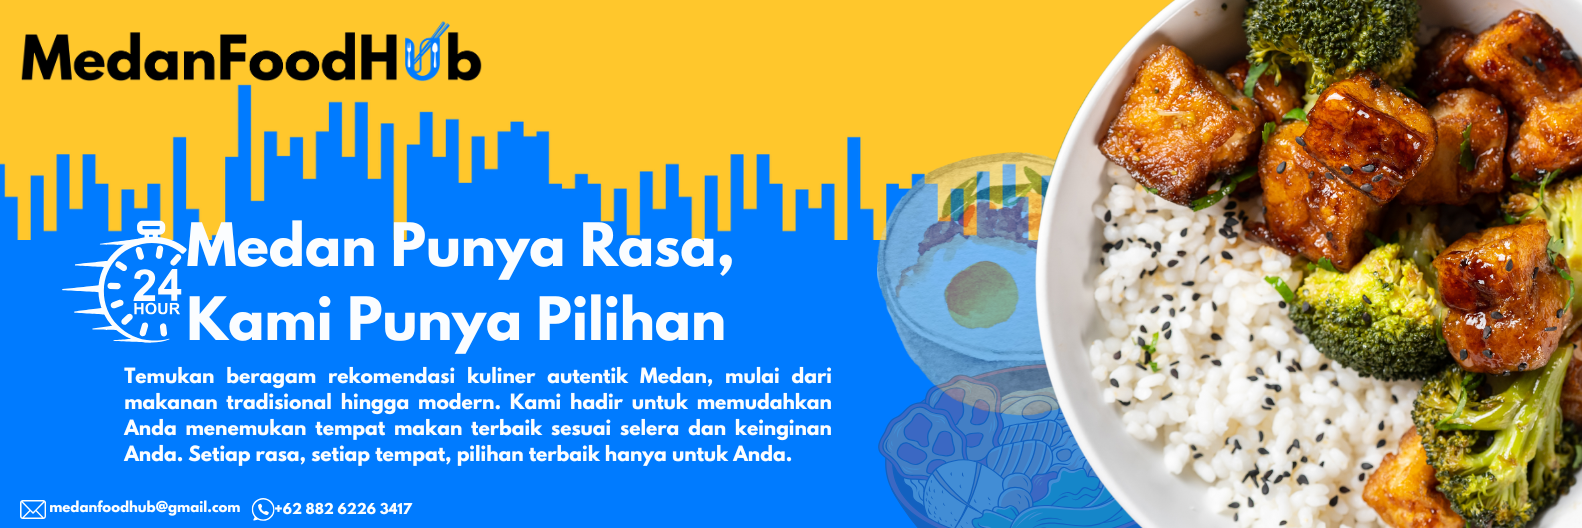 MedanFoodHub
24
HOUR
Medan Punya Rasa,
Kami Punya Pilihan
Temukan beragam rekomendasi kuliner autentik Medan, mulai dari
makanan tradisional hingga modern. Kami hadir untuk memudahkan
Anda menemukan tempat makan terbaik sesuai selera dan keinginan
Anda. Setiap rasa, setiap tempat, pilihan terbaik hanya untuk Anda.
medanfoodhub@gmail.com +62 882 6226 3417